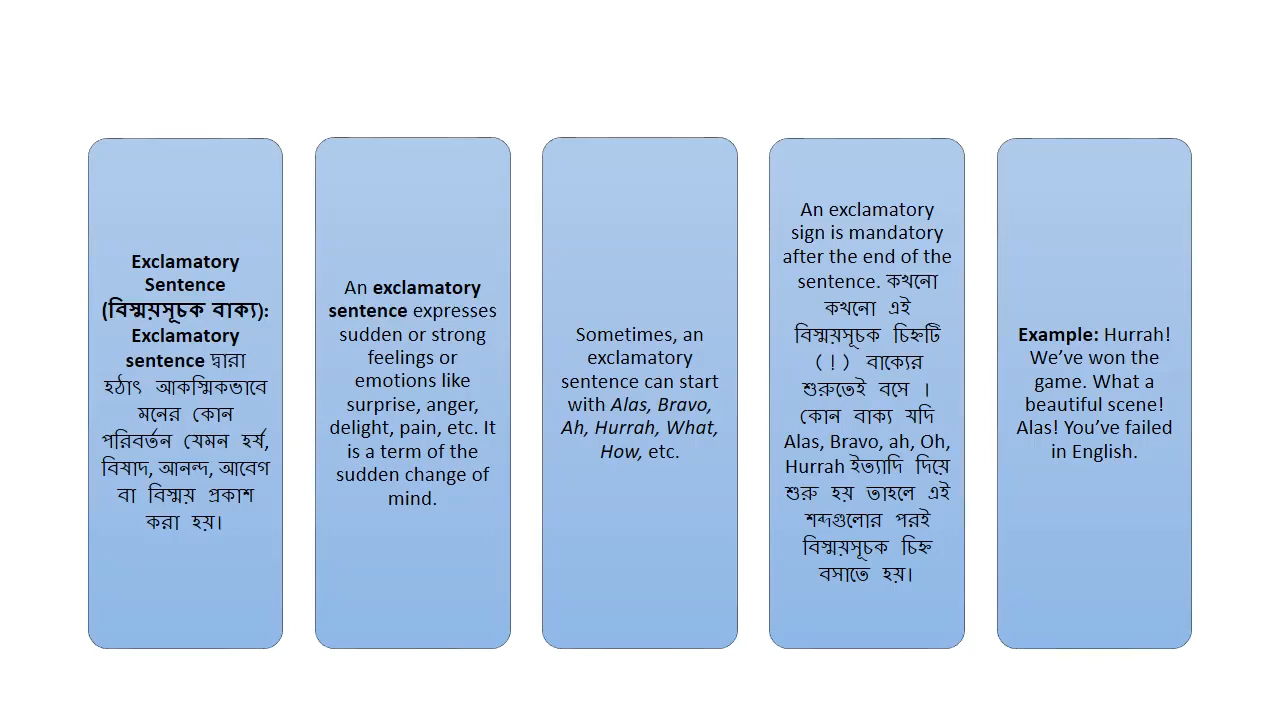 Exclamatory
Sentence
(বিস্ময়সূচক বাক্য):
Exclamatory
sentence দ্বারা
হঠাৎ আকস্মিকভাবে
মনের কোন
পরিবর্তন যেমন হর্ষ,
বিষাদ, আনন্দ, আবেগ
বা বিস্ময় প্রকাশ
করা হয়।
An exclamatory
sentence expresses
sudden or strong
feelings or
emotions like
surprise, anger,
delight, pain, etc. It
is a term of the
sudden change of
mind.
Sometimes, an
exclamatory
sentence can start
with Alas, Bravo,
Ah, Hurrah, What,
How, etc.
An exclamatory
sign is mandatory
after the end of the
sentence. কখনো
কখনো এই
বিস্ময়সূচক চিহ্নটি
(!) বাক্যের
শুরুতেই বসে ।
কোন বাক্য যদি
Alas, Bravo, ah, Oh,
Hurrah ইত্যাদি দিয়ে
শুরু হয় তাহলে এই
শব্দগুলোর পরই
বিস্ময়সূচক চিহ্ন
বসাতে হয়।
Example: Hurrah!
We’ve won the
game. What a
beautiful scene!
Alas! You’ve failed
in English.